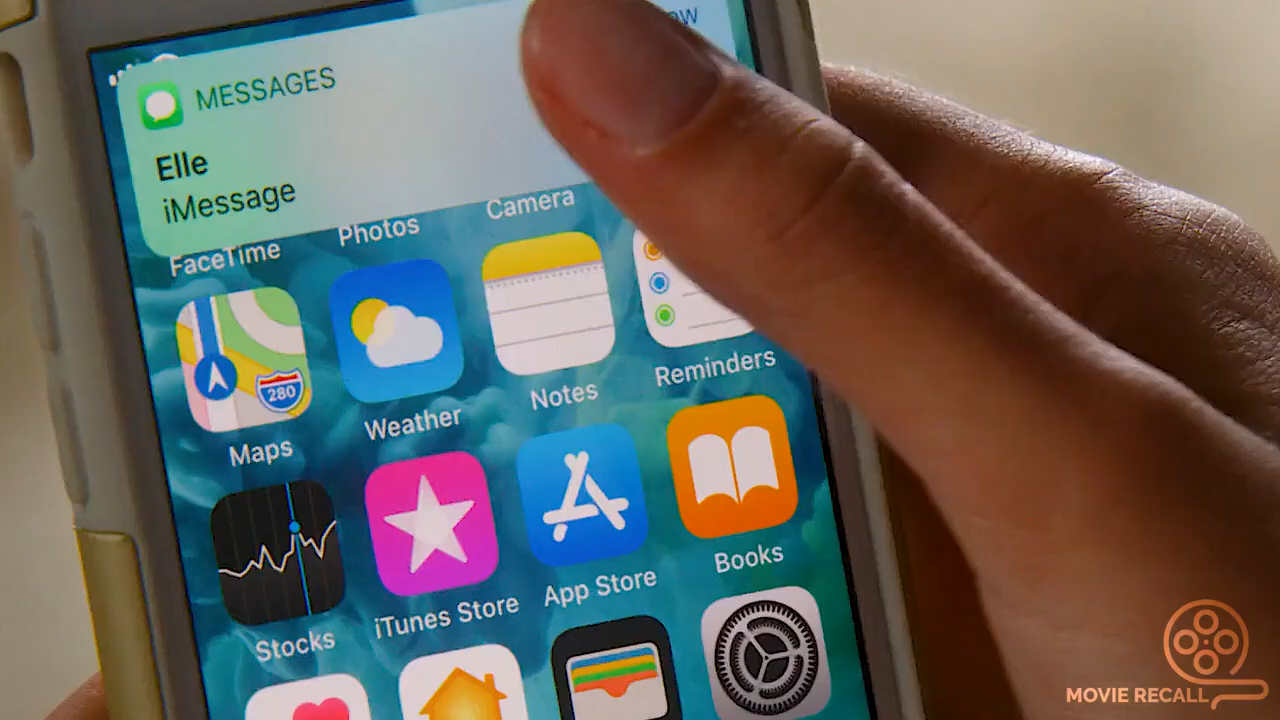 MESSAGES
Elle
iMessage
FaceTime
Photos
Camera
280
Maps
Weather
Notes
Reminders
Stocks
iTunes Store
App Store
Books
MOVIE RECALL